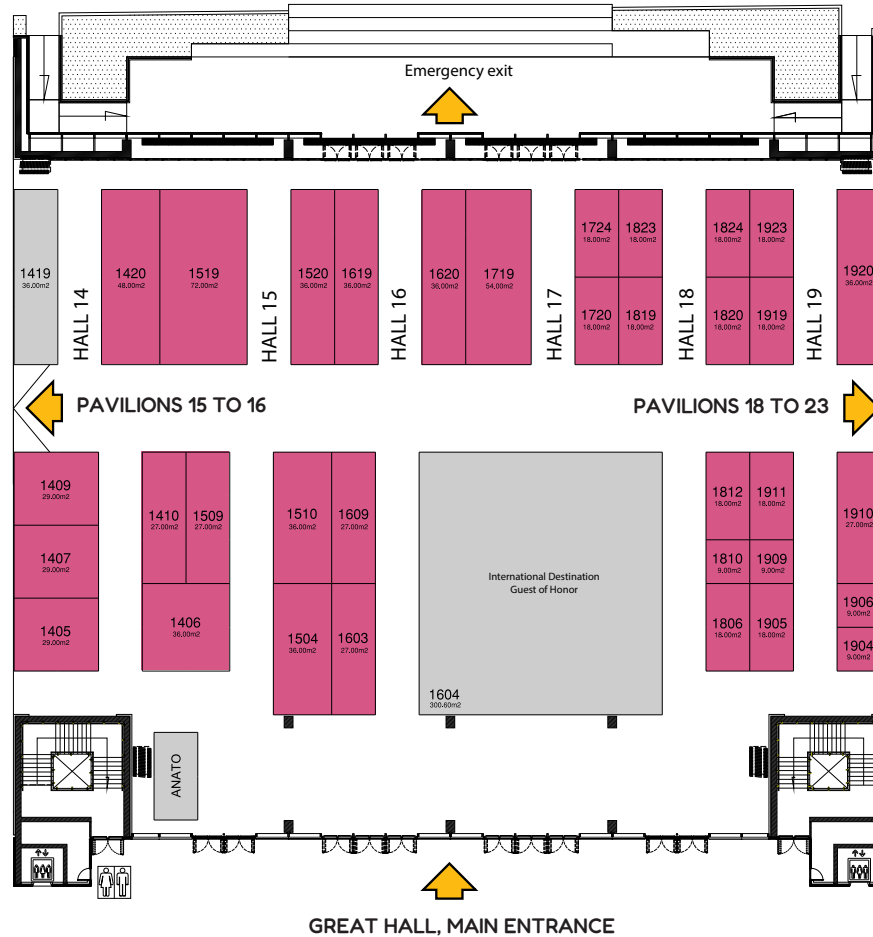 Emergency exit
1419
36.00m2
HALL 14
1420
48.00m2
1519
72.00m2
HALL 15
1520
36.00m2
1619
36.00m2
HALL 16
1620
36.00m2
1719
54,00m2
HALL 17
1724
18.00m2
1823
18.00m2
1720
18,00m2
1819
18,00m2
HALL 18
1824
18.00m2
1923
18.00m2
1820
18.00m2
1919
18.00m2
HALL 19
1920
36.00m2
PAVILIONS 15 TO 16
PAVILIONS 18 TO 23
1409
29.00m2
1407
29.00m2
1405
29.00m2
1410
27.00m2
1509
27.00m2
1406
36.00m2
1510
36.00m2
1609
27.00m2
1504
36.00m2
1603
27.00m2
International Destination
Guest of Honor
1604
300.60m2
1812
18.00m2
1911
18.00m2
1810
9.00m2
1909
9.00m2
1806
18.00m2
1905
18.00m2
1910
27.00m2
1906
9.00m2
1904
9.00m2
ANATO
GREAT HALL, MAIN ENTRANCE